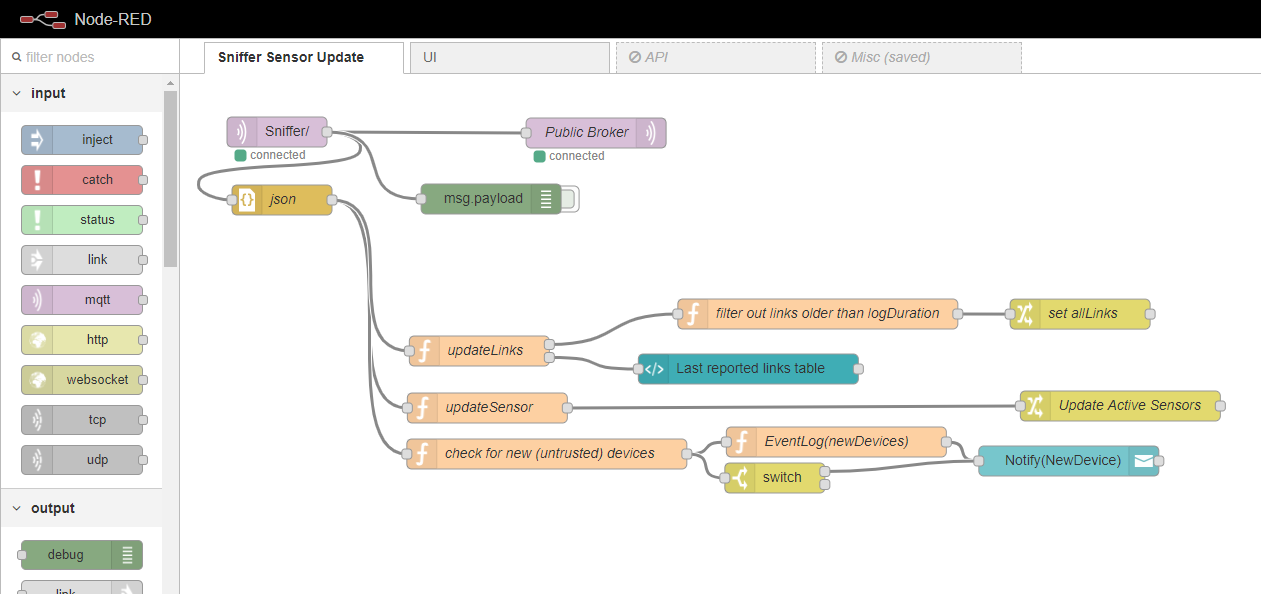 Node-RED
filter nodes
Sniffer Sensor Update
UI
API
Misc (saved)
input
inject
catch
status
link
mqtt
http
websocket
tcp
udp
output
debug
link
Sniffer/
connected
Public Broker
connected
json
msg.payload
filter out links older than logDuration
set allLinks
updateLinks
Last reported links table
updateSensor
Update Active Sensors
check for new (untrusted) devices
EventLog(newDevices)
switch
Notify(NewDevice)